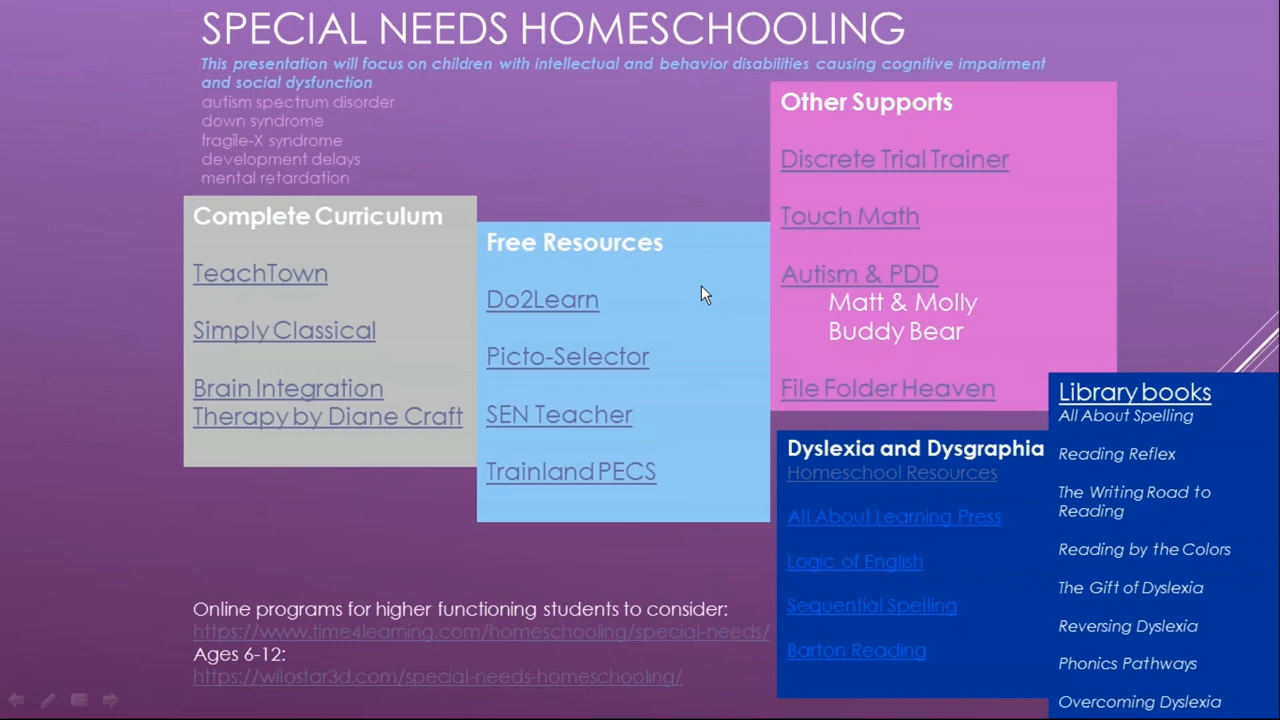 SPECIAL NEEDS HOMESCHOOLING
This presentation will focus on children with intellectual and behavior disabilities causing cognitive impairment
and social dysfunction
autism spectrum disorder
down syndrome
fragile-X syndrome
development delays
mental retardation
Complete Curriculum
TeachTown
Simply Classical
Brain Integration
Therapy by Diane Craft
Free Resources
Do2Learn
Picto-Selector
SEN Teacher
Trainland PECS
Other Supports
Discrete Trial Trainer
Touch Math
Autism & PDD
Matt & Molly
Buddy Bear
File Folder Heaven
Dyslexia and Dysgraphia
Homeschool Resources
All About Learning Press
Logic of English
Sequential Spelling
Barton Reading
Library books
All About Spelling
Reading Reflex
The Writing Road to
Reading
Reading by the Colors
The Gift of Dyslexia
Reversing Dyslexia
Phonics Pathways
Overcoming Dyslexia
Online programs for higher functioning students to consider:
https://www.time4learning.com/homeschooling/special-needs/
Ages 6-12:
https://wilostar3d.com/special-needs-homeschooling/